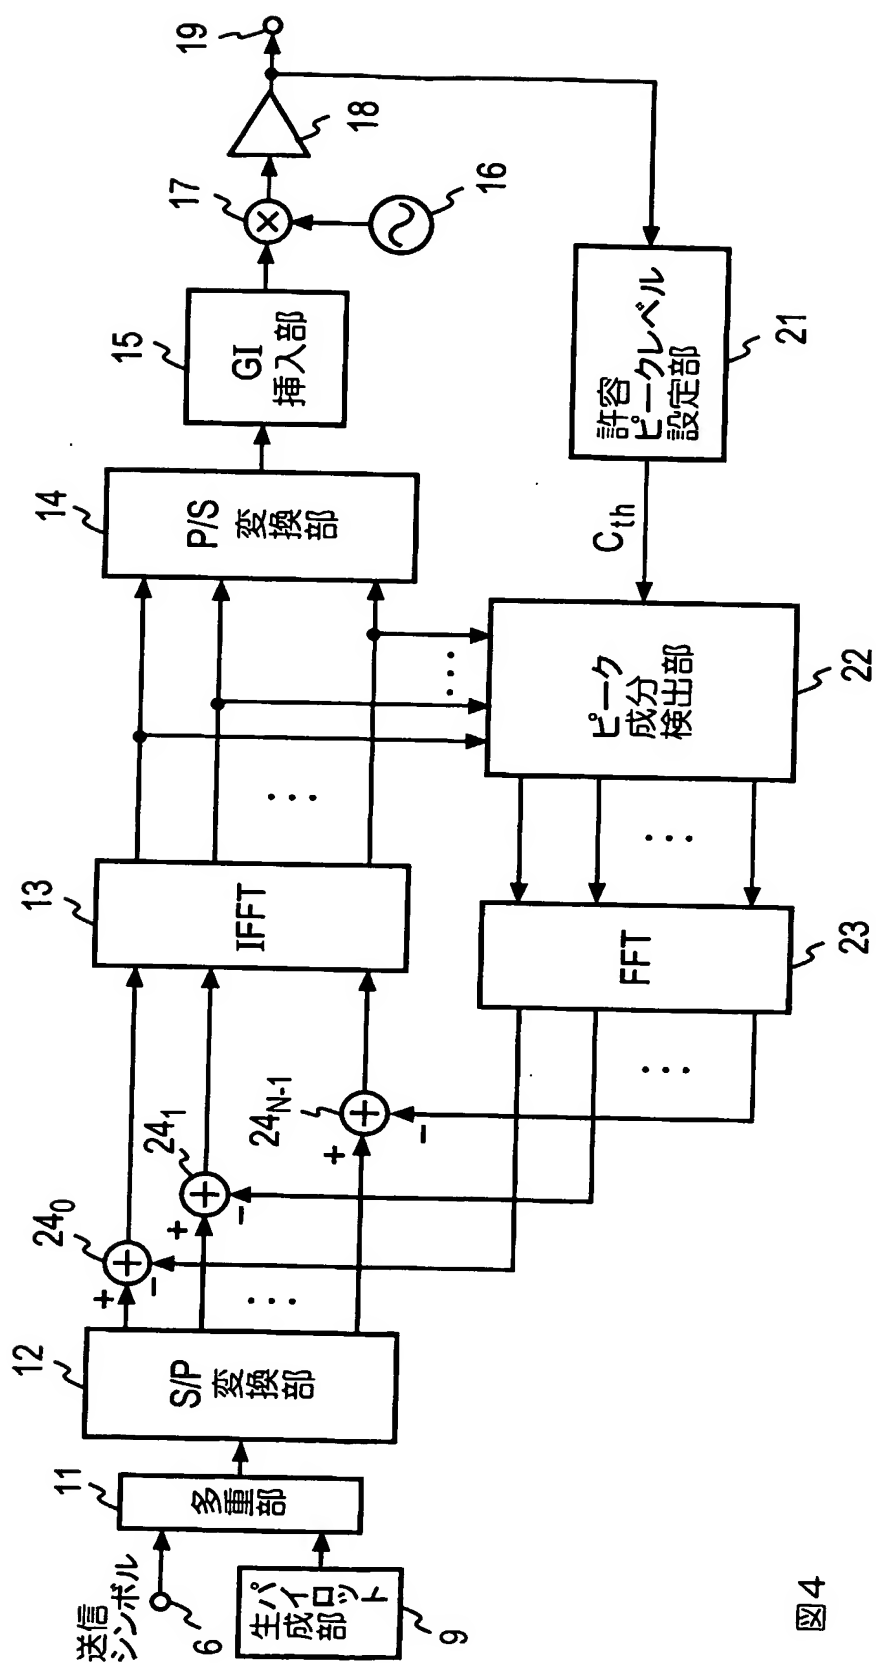 送信
シンボル
6
パイロット
生成部
9
11
多重部
12
S/P
変換部
24₀
+
−
24₁
+
−
24N-1
+
−
13
IFFT
14
P/S
変換部
15
GI
挿入部
17
16
18
19
許容
ピークレベル
設定部
21
Cth
ピーク
成分
検出部
22
FFT
23
図4